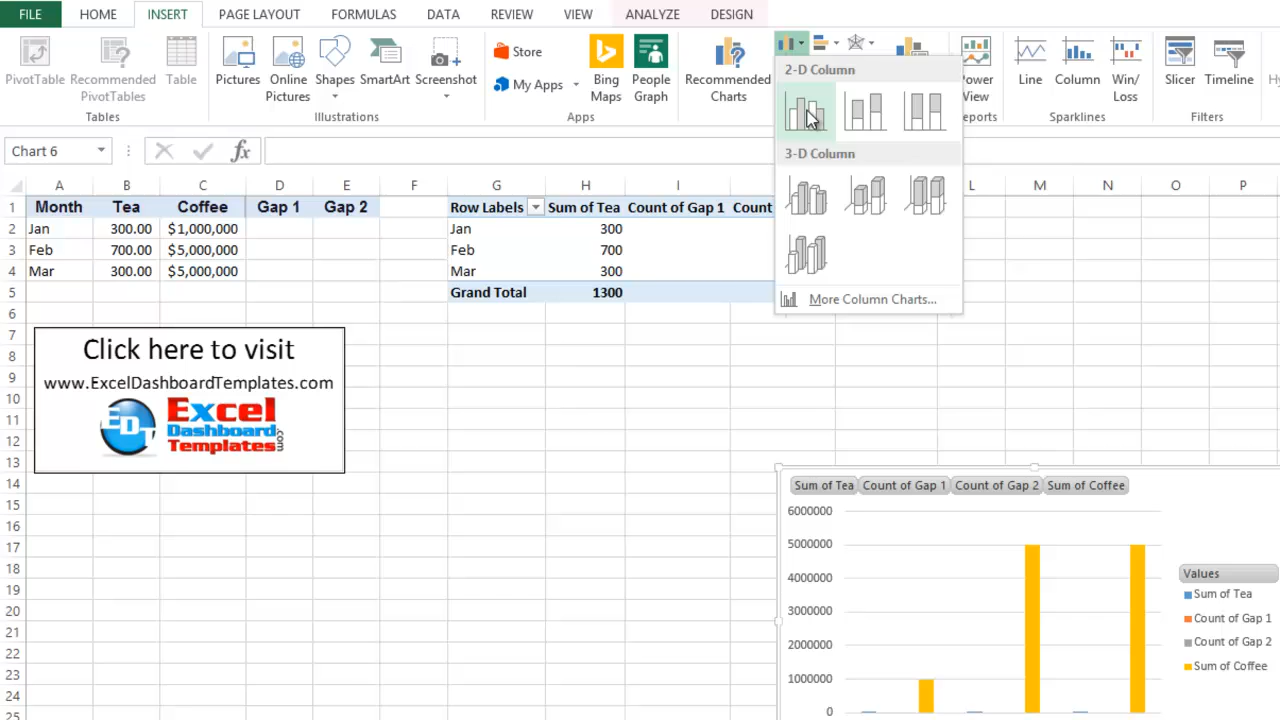 FILE HOME INSERT PAGE LAYOUT FORMULAS DATA REVIEW VIEW ANALYZE DESIGN
PivotTable Recommended PivotTables Table
Tables
Pictures Online Pictures Shapes SmartArt Screenshot
Illustrations
Store
My Apps
Bing Maps People Graph
Apps
Recommended Charts
Power View
Line Column Win/Loss
Sparklines
Slicer Timeline
Filters
2-D Column
3-D Column
More Column Charts...
Chart 6 fx
A B C D E F G H I L M N O P
1 Month Tea Coffee Gap 1 Gap 2 Row Labels Sum of Tea Count of Gap 1 Count
2 Jan 300.00 $1,000,000 Jan 300
3 Feb 700.00 $5,000,000 Feb 700
4 Mar 300.00 $5,000,000 Mar 300
5 Grand Total 1300
6
7
8
9
10
11
12
13
14
15
16
17
18
19
20
21
22
23
24
25
Click here to visit
www.ExcelDashboardTemplates.com
EDT
Excel
Dashboard
Templates
.com
Sum of Tea Count of Gap 1 Count of Gap 2 Sum of Coffee
6000000
5000000
4000000
3000000
2000000
1000000
0
Values
Sum of Tea
Count of Gap 1
Count of Gap 2
Sum of Coffee